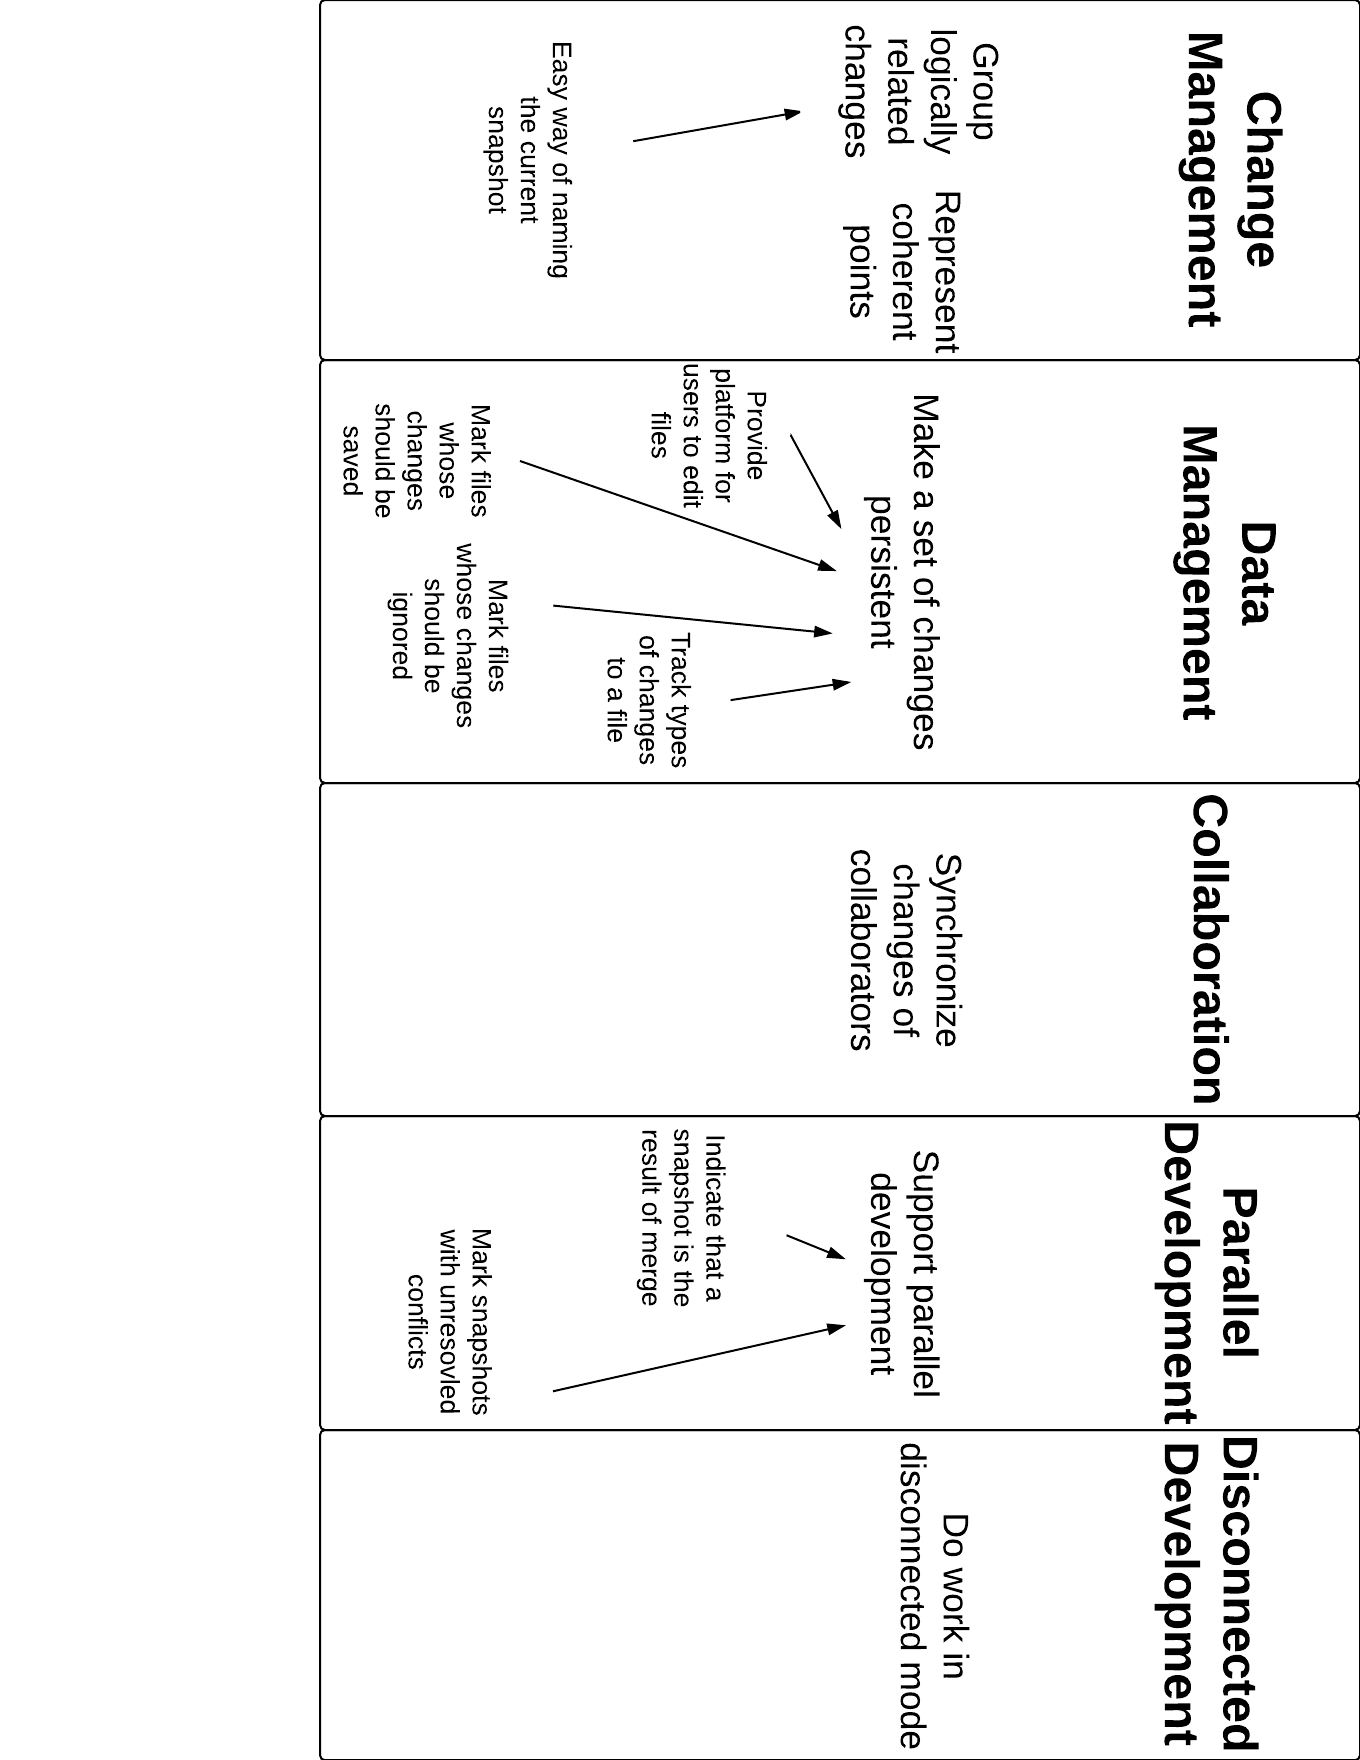 Change
Management
Group
logically
related
changes
Represent
coherent
points
Easy way of naming
the current
snapshot
Data
Management
Make a set of changes
persistent
Provide
platform for
users to edit
files
Mark files
whose
changes
should be
saved
Mark files
whose changes
should be
ignored
Track types
of changes
to a file
Collaboration
Synchronize
changes of
collaborators
Parallel
Development
Support parallel
development
Indicate that a
snapshot is the
result of merge
Mark snapshots
with unresovled
conflicts
Disconnected
Development
Do work in
disconnected mode